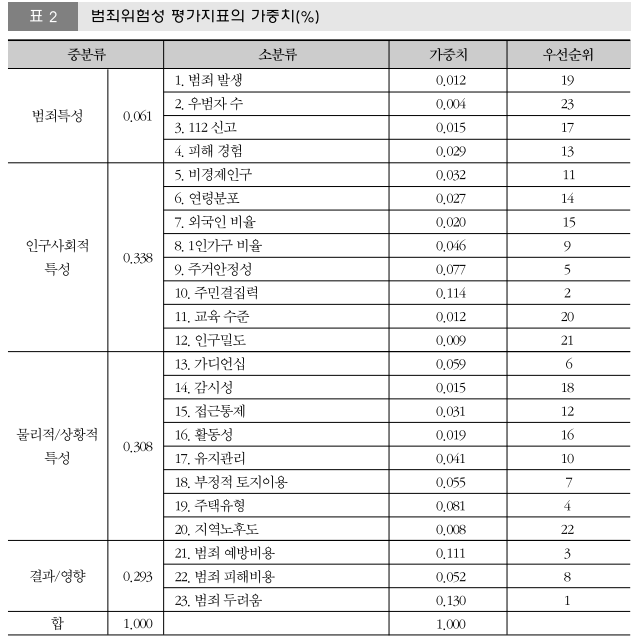 표 2 범죄위험성 평가지표의 가중치(%)
중분류 소분류 가중치 우선순위
범죄특성 0.061
1. 범죄 발생 0.012 19
2. 우범자 수 0.004 23
3. 112 신고 0.015 17
4. 피해 경험 0.029 13
인구사회적
특성 0.338
5. 비경제인구 0.032 11
6. 연령분포 0.027 14
7. 외국인 비율 0.020 15
8. 1인가구 비율 0.046 9
9. 주거안정성 0.077 5
10. 주민결집력 0.114 2
11. 교육 수준 0.012 20
12. 인구밀도 0.009 21
물리적/상황적
특성 0.308
13. 가디언십 0.059 6
14. 감시성 0.015 18
15. 접근통제 0.031 12
16. 활동성 0.019 16
17. 유지관리 0.041 10
18. 부정적 토지이용 0.055 7
19. 주택유형 0.081 4
20. 지역노후도 0.008 22
결과/영향 0.293
21. 범죄 예방비용 0.111 3
22. 범죄 피해비용 0.052 8
23. 범죄 두려움 0.130 1
합 1.000 1.000